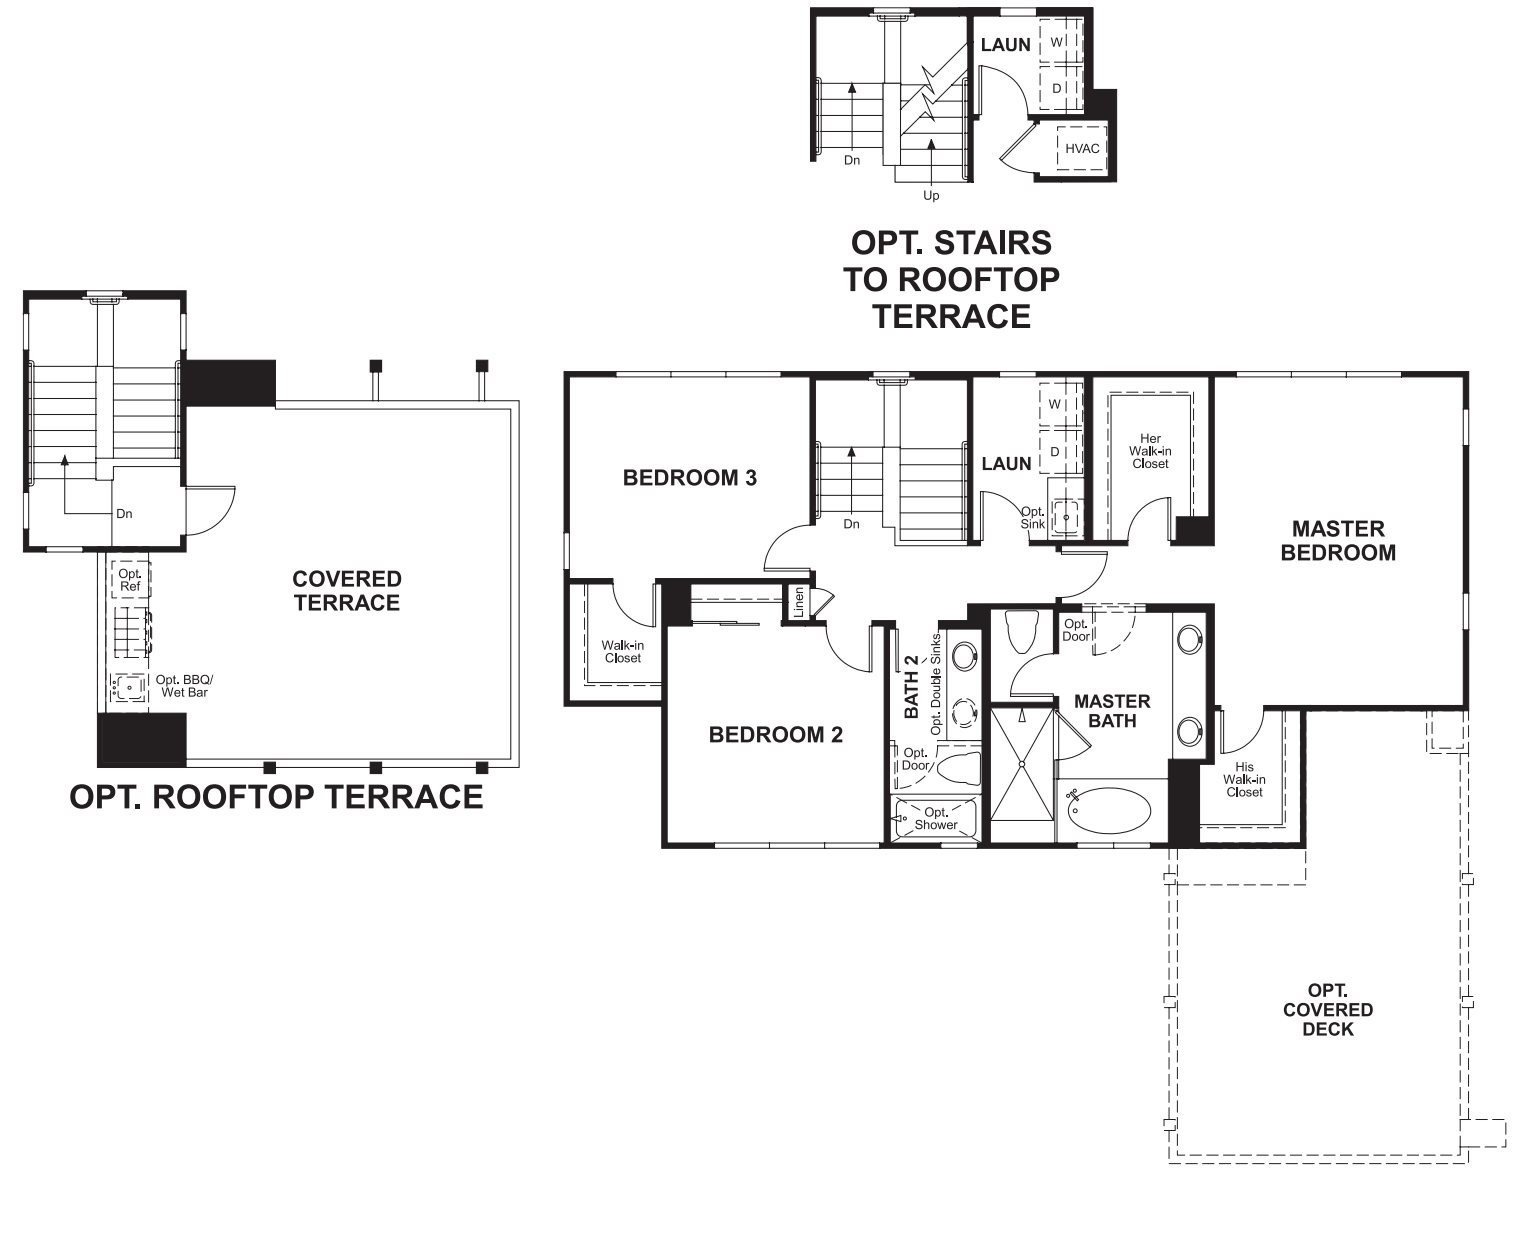 LAUN
W
D
HVAC
Dn
Up
OPT. STAIRS
TO ROOFTOP
TERRACE
Dn
Opt.
Ref
COVERED
TERRACE
Opt. BBQ/
Wet Bar
OPT. ROOFTOP TERRACE
BEDROOM 3
Dn
LAUN
W
D
Opt.
Sink
Her
Walk-in
Closet
MASTER
BEDROOM
Linen
Walk-in
Closet
BEDROOM 2
BATH 2
Opt. Double Sinks
Opt.
Door
Opt.
Shower
Opt.
Door
MASTER
BATH
His
Walk-in
Closet
OPT.
COVERED
DECK